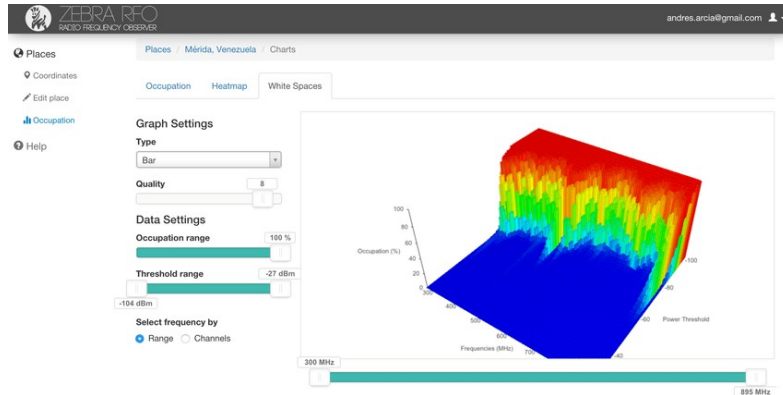 ZEBRA RFO
RADIO FREQUENCY OBSERVER
andres.arcia@gmail.com
Places
Coordinates
Edit place
Occupation
Help
Places / Mérida, Venezuela / Charts
Occupation
Heatmap
White Spaces
Graph Settings
Type
Bar
Quality
8
Data Settings
Occupation range
100 %
Threshold range
-27 dBm
-104 dBm
Select frequency by
Range
Channels
100
80
Occupation (%)
60
40
20
0
300
400
500
600
700
Frequencies (MHz)
-100
-80
-60
Power Threshold
-40
300 MHz
895 MHz